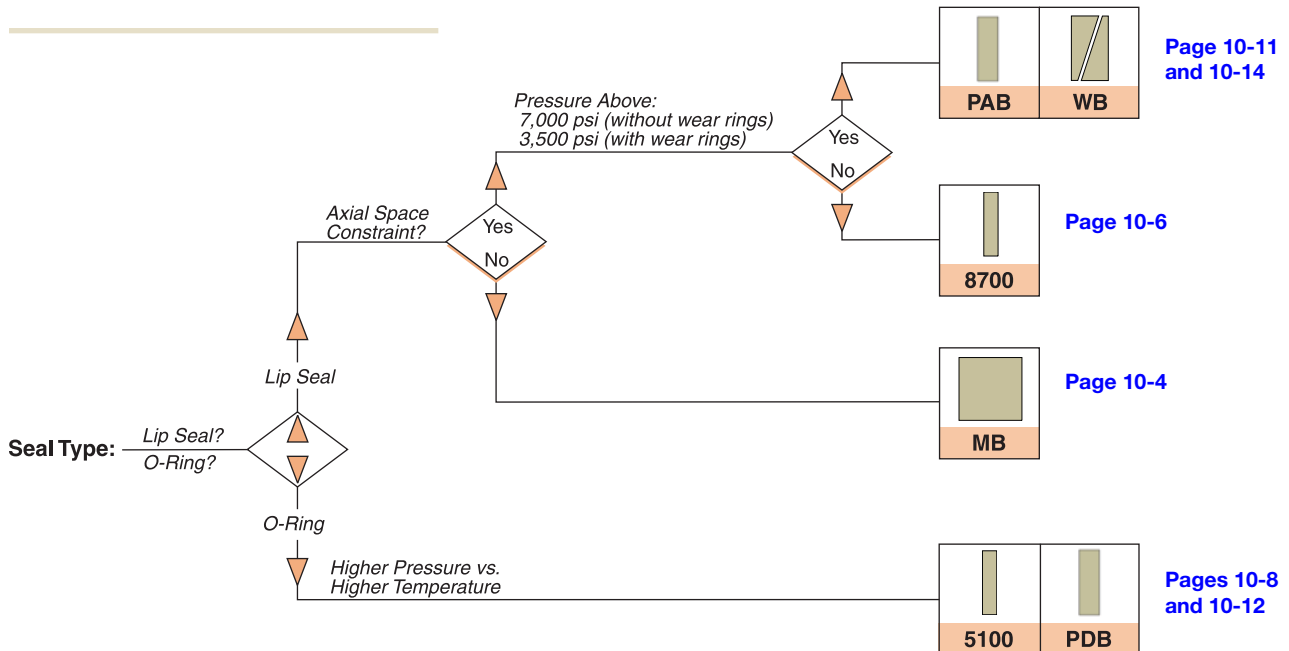 Page 10-11
and 10-14
PAB
WB
Pressure Above:
7,000 psi (without wear rings)
3,500 psi (with wear rings)
Yes
No
Page 10-6
8700
Axial Space
Constraint?
Yes
No
Page 10-4
MB
Lip Seal
Seal Type:
Lip Seal?
O-Ring?
O-Ring
Higher Pressure vs.
Higher Temperature
Pages 10-8
and 10-12
5100
PDB